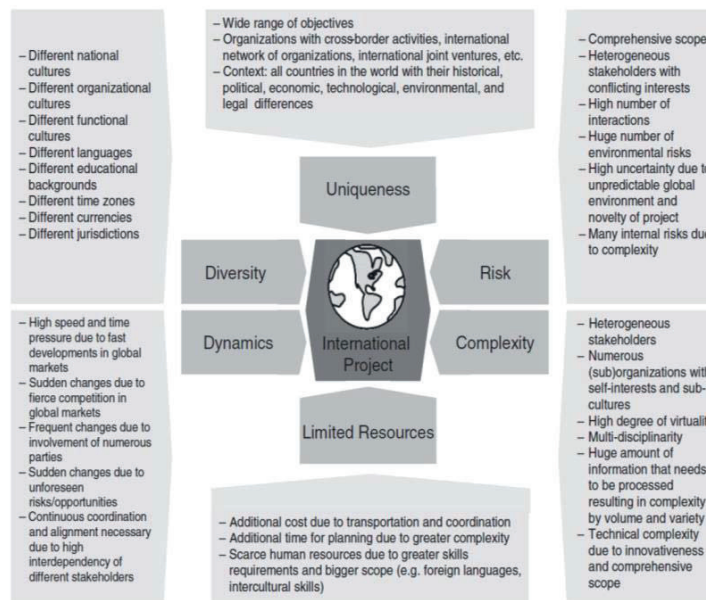 – Wide range of objectives
– Organizations with cross-border activities, international
network of organizations, international joint ventures, etc.
– Context: all countries in the world with their historical,
political, economic, technological, environmental, and
legal differences
– Different national
cultures
– Different organizational
cultures
– Different functional
cultures
– Different languages
– Different educational
backgrounds
– Different time zones
– Different currencies
– Different jurisdictions
– Comprehensive scope
– Heterogeneous
stakeholders with
conflicting interests
– High number of
interactions
– Huge number of
environmental risks
– High uncertainty due to
unpredictable global
environment and
novelty of project
– Many internal risks due
to complexity
Uniqueness
Diversity
Risk
Dynamics
International
Project
Complexity
Limited Resources
– High speed and time
pressure due to fast
developments in global
markets
– Sudden changes due to
fierce competition in
global markets
– Frequent changes due to
involvement of numerous
parties
– Sudden changes due to
unforeseen
risks/opportunities
– Continuous coordination
and alignment necessary
due to high
interdependency of
different stakeholders
– Heterogeneous
stakeholders
– Numerous
(sub)organizations with
self-interests and sub-
cultures
– High degree of virtuality
– Multi-disciplinarity
– Huge amount of
information that needs
to be processed
resulting in complexity
by volume and variety
– Technical complexity
due to innovativeness
and comprehensive
scope
– Additional cost due to transportation and coordination
– Additional time for planning due to greater complexity
– Scarce human resources due to greater skills
requirements and bigger scope (e.g. foreign languages,
intercultural skills)